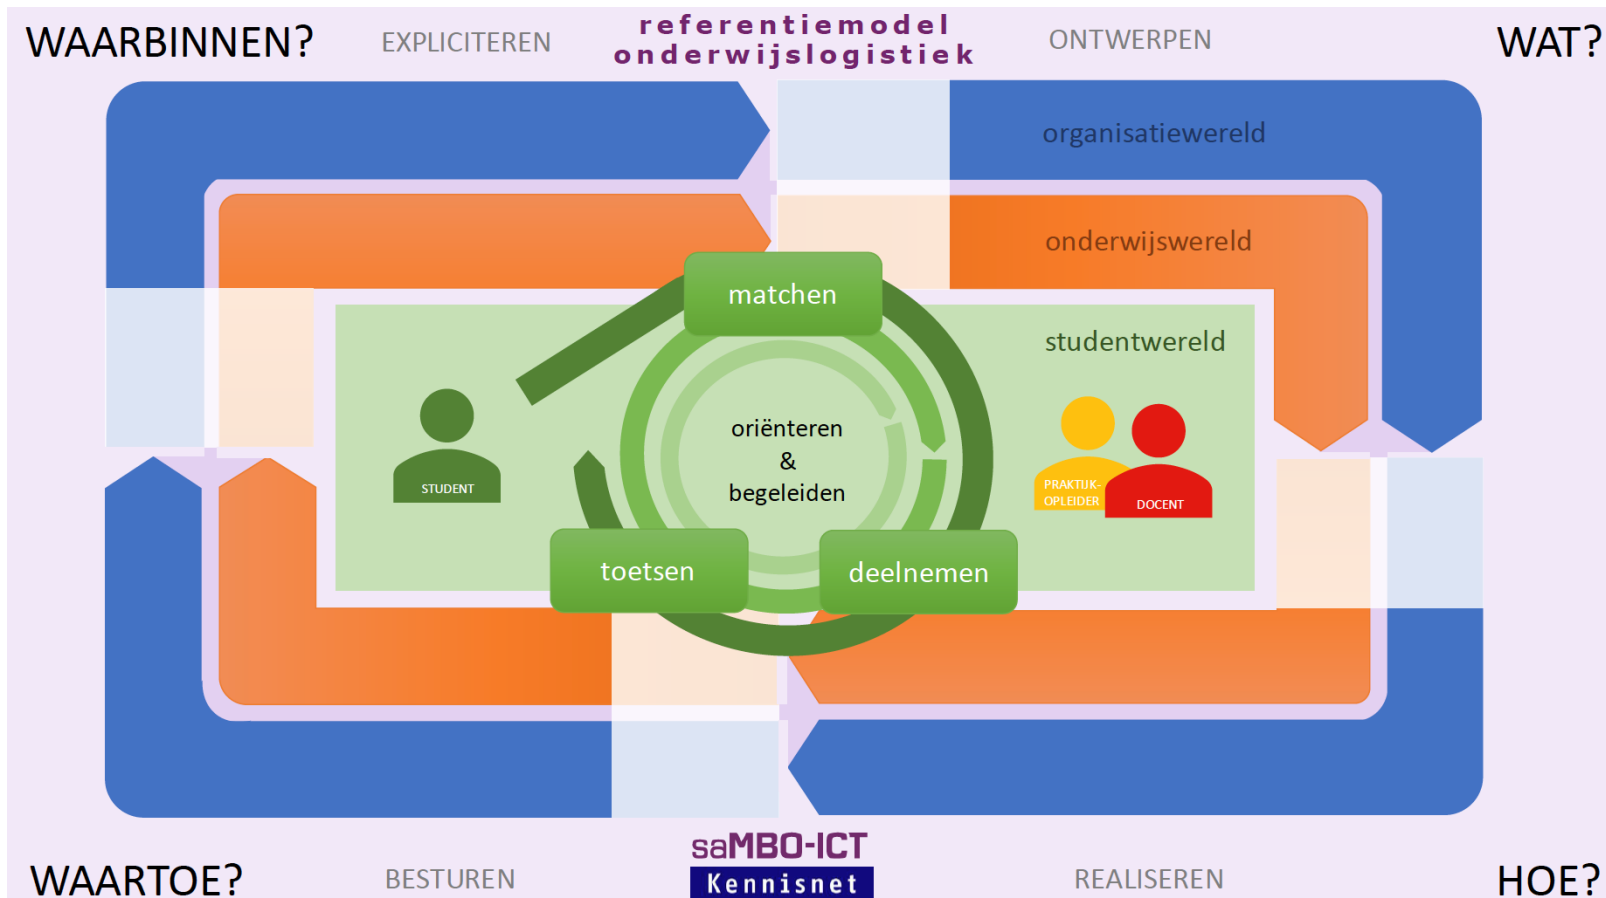 WAARBINNEN?
EXPLICITEREN
referentiemodel
onderwijslogistiek
ONTWERPEN
WAT?
organisatiewereld
onderwijswereld
matchen
studentwereld
oriënteren
&
begeleiden
STUDENT
PRAKTIJK-
OPLEIDER
DOCENT
toetsen
deelnemen
saMBO-ICT
Kennisnet
WAARTOE?
BESTUREN
REALISEREN
HOE?